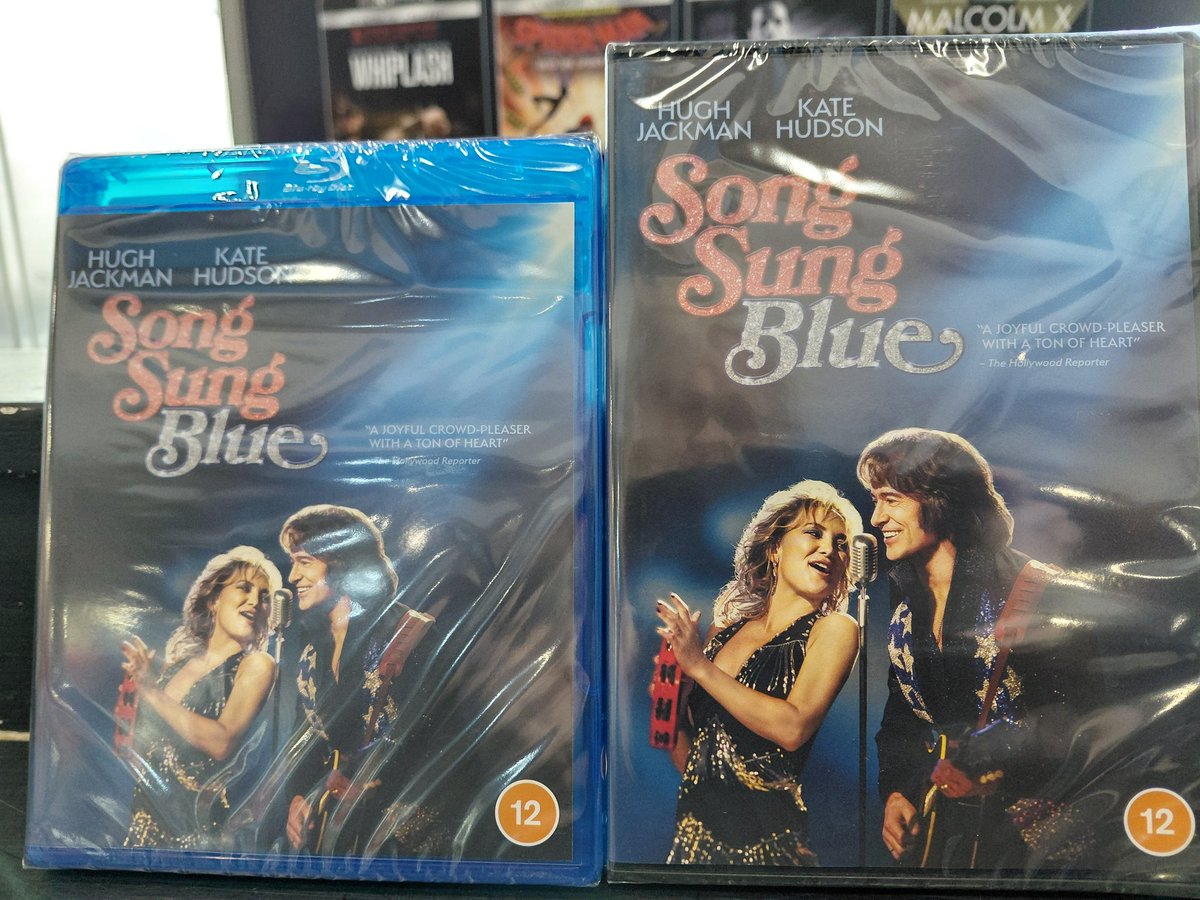 WHIPLASH
MALCOLM X
Blu-ray Disc
HUGH JACKMAN
KATE HUDSON
Song
Sung
Blue
"A JOYFUL CROWD-PLEASER
WITH A TON OF HEART"
- The Hollywood Reporter
12
HUGH JACKMAN
KATE HUDSON
Song
Sung
Blue
"A JOYFUL CROWD-PLEASER
WITH A TON OF HEART"
- The Hollywood Reporter
12